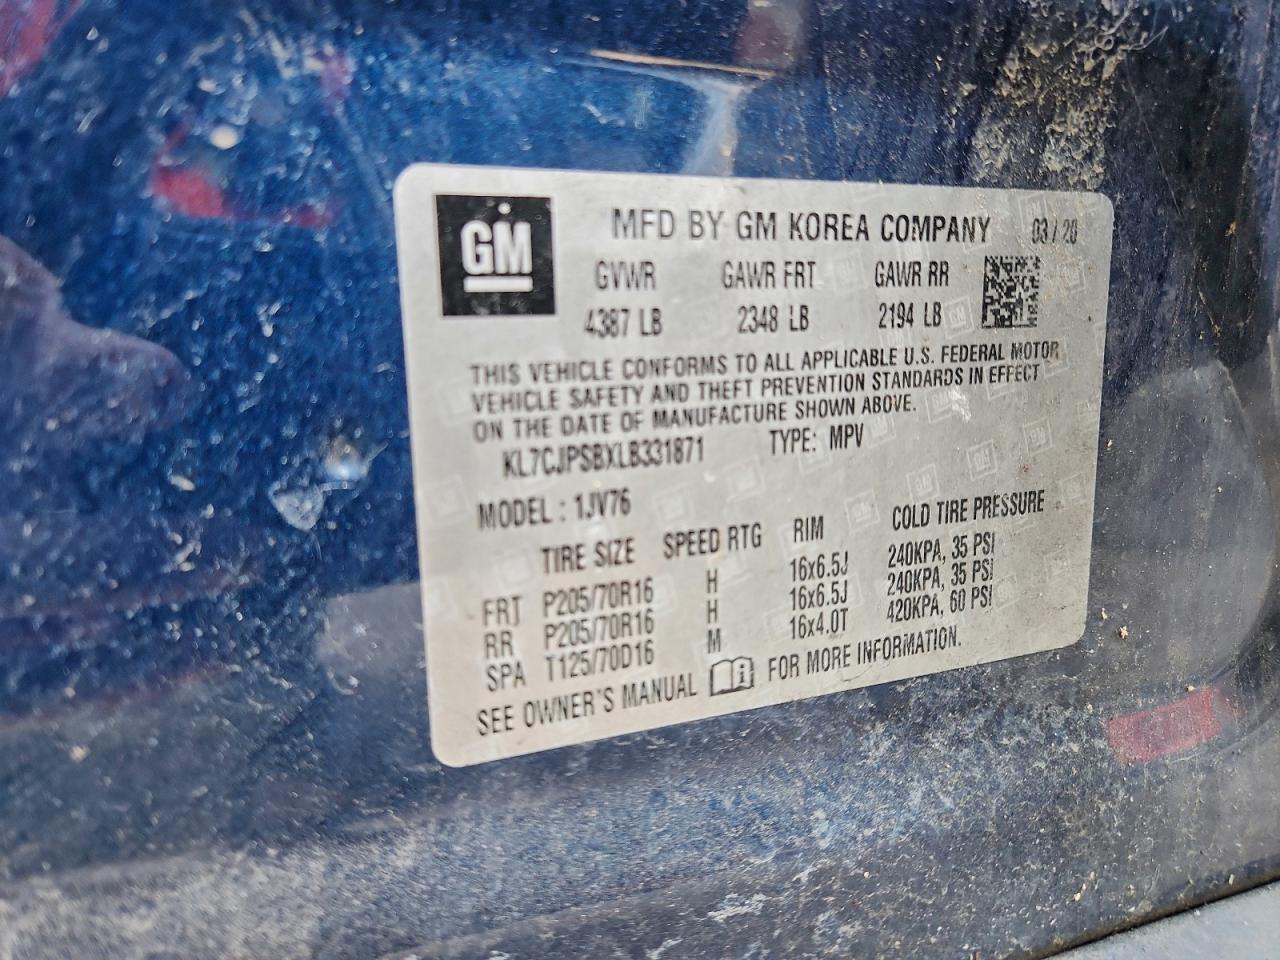 GM
MFD BY GM KOREA COMPANY 03/20
GVWR GAWR FRT GAWR RR
4387 LB 2348 LB 2194 LB
THIS VEHICLE CONFORMS TO ALL APPLICABLE U.S. FEDERAL MOTOR
VEHICLE SAFETY AND THEFT PREVENTION STANDARDS IN EFFECT
ON THE DATE OF MANUFACTURE SHOWN ABOVE.
KL7CJPSBXLB331871 TYPE: MPV
MODEL : 1JV76
TIRE SIZE SPEED RTG RIM COLD TIRE PRESSURE
FRT P205/70R16 H 16x6.5J 240KPA, 35 PSI
RR P205/70R16 H 16x6.5J 240KPA, 35 PSI
SPA T125/70D16 M 16x4.0T 420KPA, 60 PSI
SEE OWNER'S MANUAL FOR MORE INFORMATION.